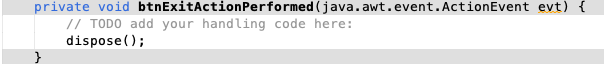 private void btnExitActionPerformed(java.awt.event.ActionEvent evt) {
// TODO add your handling code here:
dispose();
}